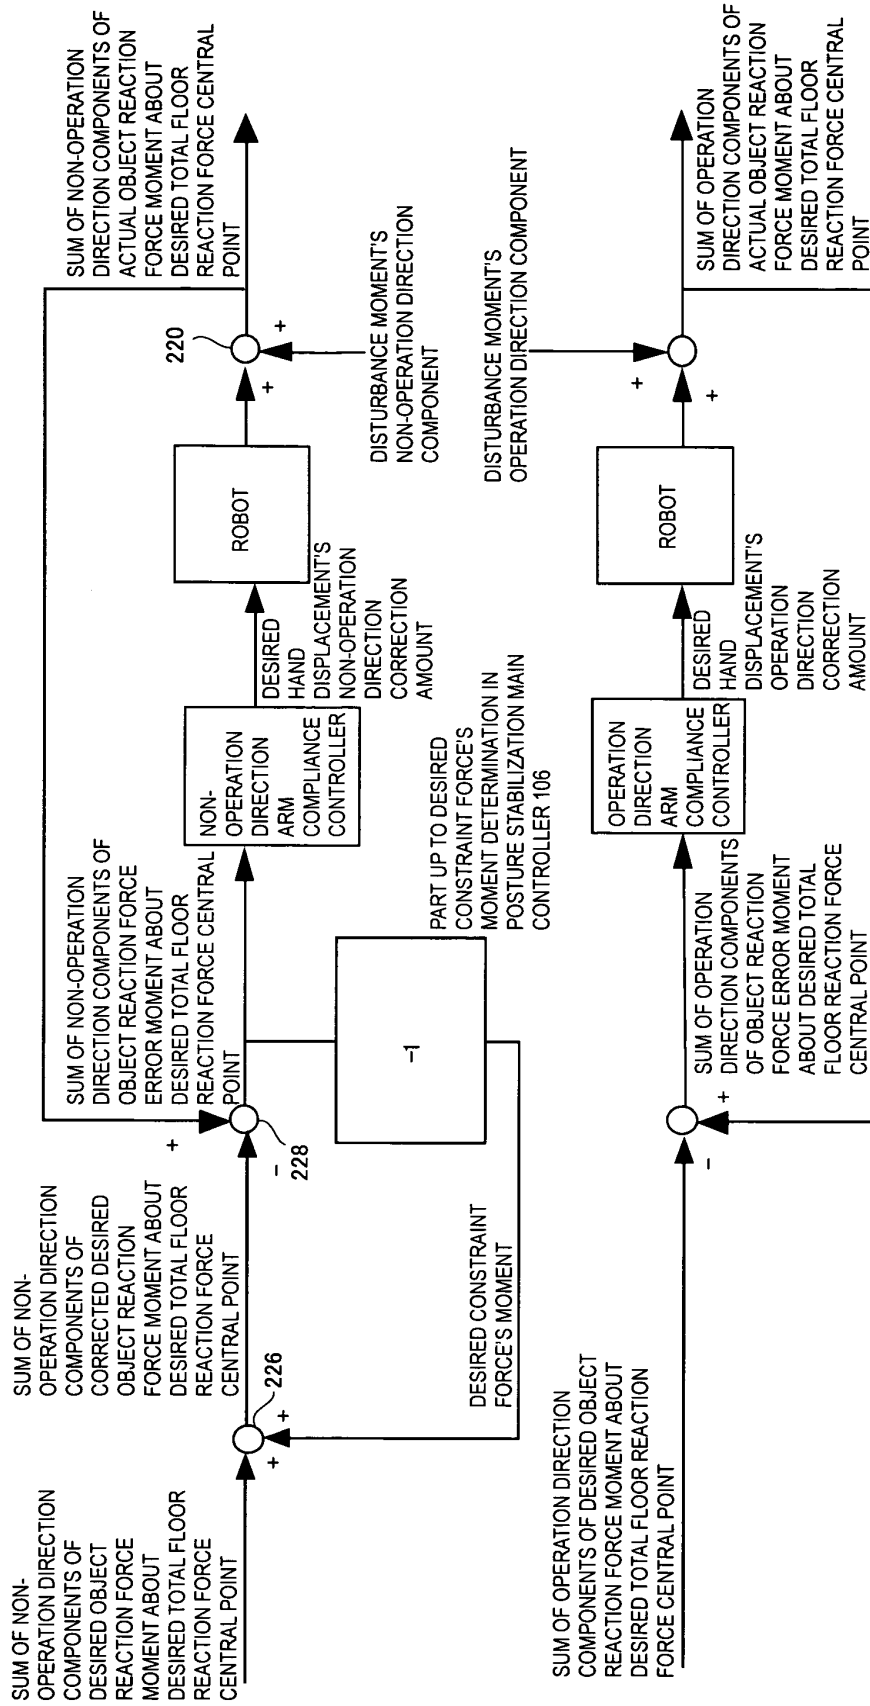 SUM OF NON-
OPERATION DIRECTION
COMPONENTS OF
DESIRED OBJECT
REACTION FORCE
MOMENT ABOUT
DESIRED TOTAL FLOOR
REACTION FORCE
CENTRAL POINT
+
+
226
SUM OF NON-
OPERATION DIRECTION
COMPONENTS OF
CORRECTED DESIRED
OBJECT REACTION
FORCE MOMENT ABOUT
DESIRED TOTAL FLOOR
REACTION FORCE
CENTRAL POINT
DESIRED CONSTRAINT
FORCE'S MOMENT
+
–
228
SUM OF NON-OPERATION
DIRECTION COMPONENTS OF
OBJECT REACTION FORCE
ERROR MOMENT ABOUT
DESIRED TOTAL FLOOR
REACTION FORCE CENTRAL
POINT
–1
PART UP TO DESIRED
CONSTRAINT FORCE'S
MOMENT DETERMINATION IN
POSTURE STABILIZATION MAIN
CONTROLLER 106
NON-
OPERATION
DIRECTION
ARM
COMPLIANCE
CONTROLLER
DESIRED
HAND
DISPLACEMENT'S
NON-OPERATION
DIRECTION
CORRECTION
AMOUNT
ROBOT
+
+
220
DISTURBANCE MOMENT'S
NON-OPERATION DIRECTION
COMPONENT
SUM OF NON-OPERATION
DIRECTION COMPONENTS OF
ACTUAL OBJECT REACTION
FORCE MOMENT ABOUT
DESIRED TOTAL FLOOR
REACTION FORCE CENTRAL
POINT
SUM OF OPERATION DIRECTION
COMPONENTS OF DESIRED OBJECT
REACTION FORCE MOMENT ABOUT
DESIRED TOTAL FLOOR REACTION
FORCE CENTRAL POINT
–
+
SUM OF OPERATION
DIRECTION COMPONENTS
OF OBJECT REACTION
FORCE ERROR MOMENT
ABOUT DESIRED TOTAL
FLOOR REACTION FORCE
CENTRAL POINT
OPERATION
DIRECTION
ARM
COMPLIANCE
CONTROLLER
DESIRED
HAND
DISPLACEMENT'S
OPERATION
DIRECTION
CORRECTION
AMOUNT
ROBOT
+
+
DISTURBANCE MOMENT'S
OPERATION DIRECTION COMPONENT
SUM OF OPERATION
DIRECTION COMPONENTS OF
ACTUAL OBJECT REACTION
FORCE MOMENT ABOUT
DESIRED TOTAL FLOOR
REACTION FORCE CENTRAL
POINT